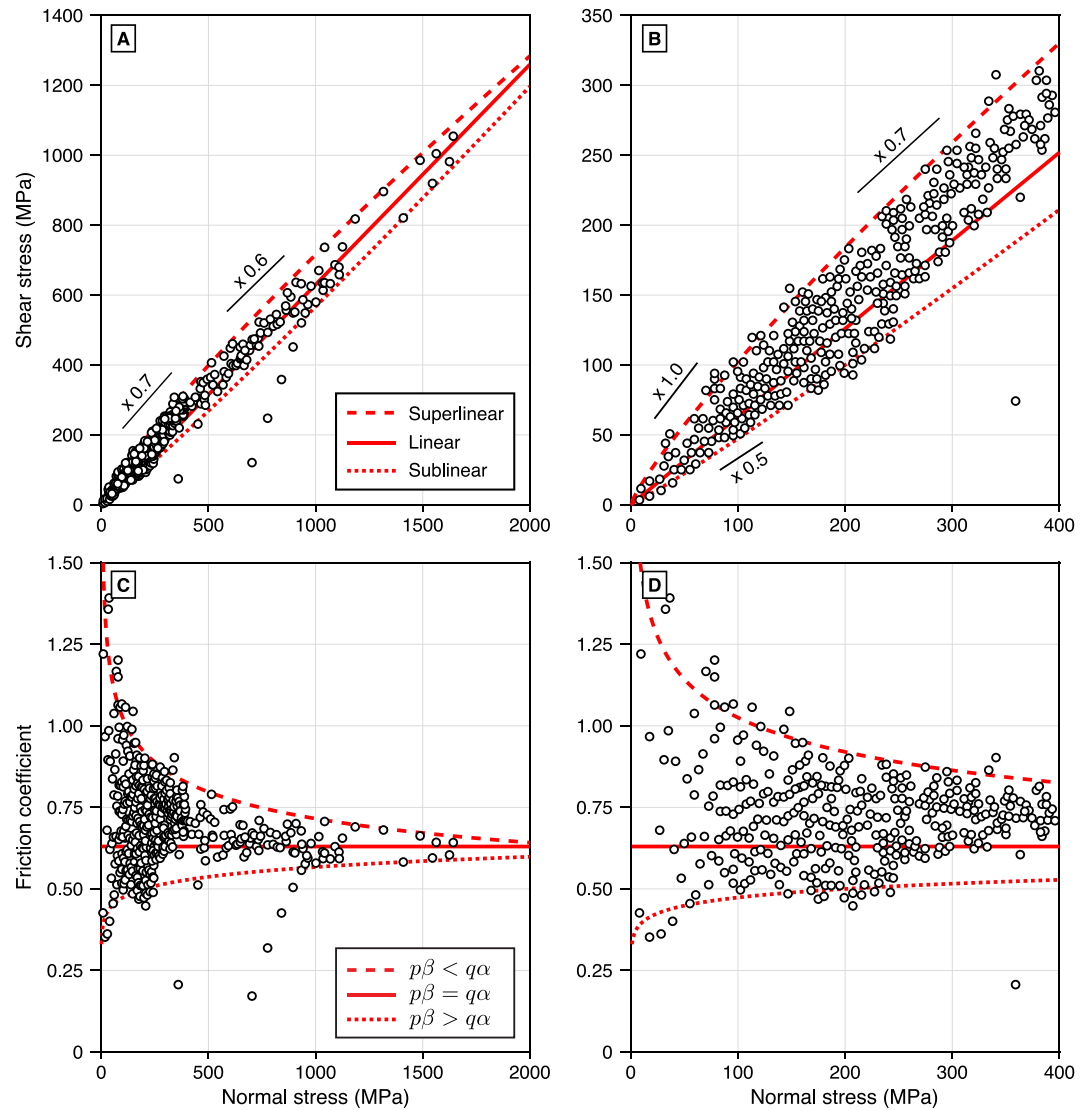 A
Shear stress (MPa)
1400
1200
1000
800
600
400
200
0
0
500
1000
1500
2000
x 0.6
x 0.7
Superlinear
Linear
Sublinear
B
350
300
250
200
150
100
50
0
0
100
200
300
400
x 0.7
x 1.0
x 0.5
C
Friction coefficient
1.50
1.25
1.00
0.75
0.50
0.25
0
pβ < qα
pβ = qα
pβ > qα
0
500
1000
1500
2000
Normal stress (MPa)
D
1.50
1.25
1.00
0.75
0.50
0.25
0
0
100
200
300
400
Normal stress (MPa)